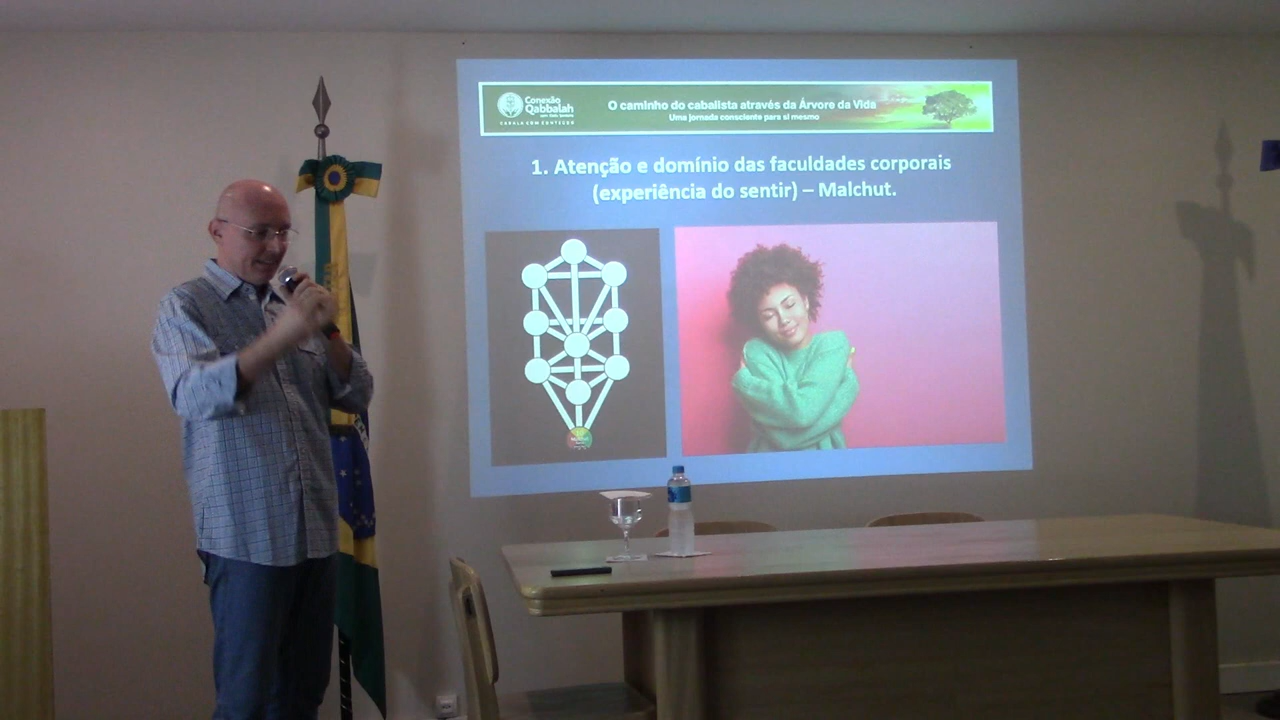 Conexão
Qabbalah
CABALA COM CONTEÚDO
O caminho do cabalista através da Árvore da Vida
Uma jornada consciente para si mesmo
1. Atenção e domínio das faculdades corporais
(experiência do sentir) – Malchut.